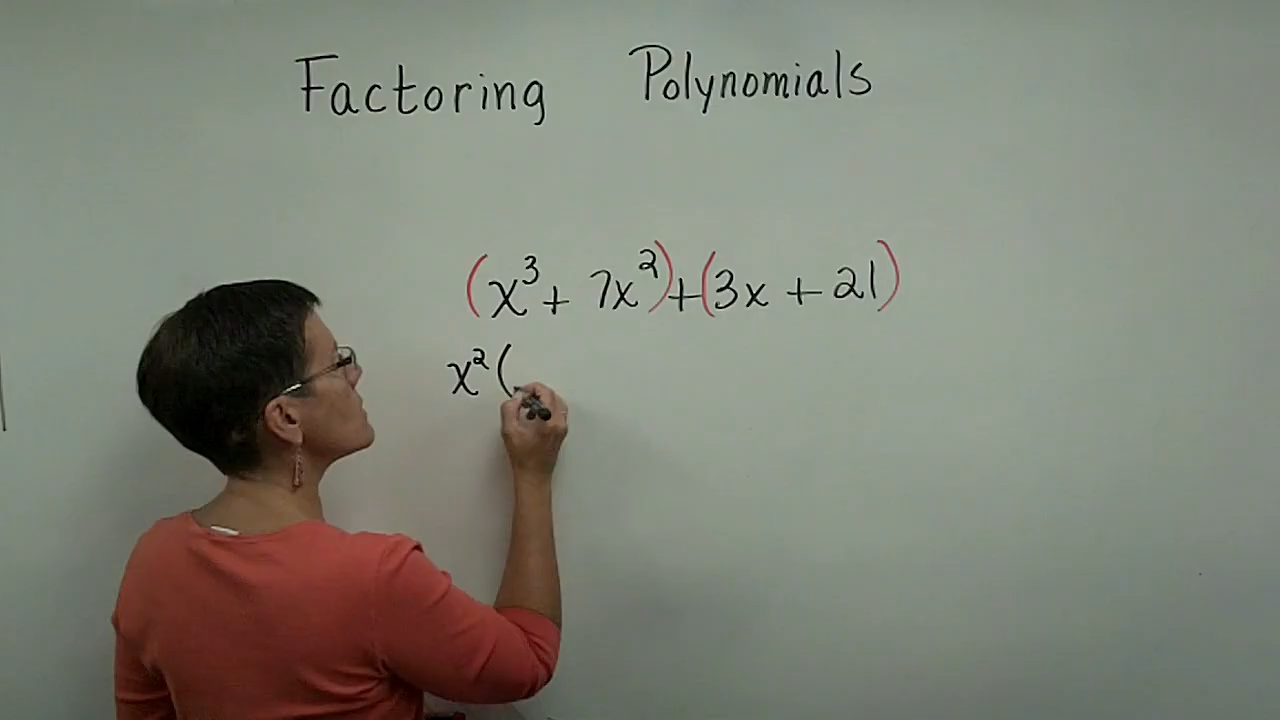 Factoring Polynomials
(x³ + 7x²) + (3x + 21)
x² (